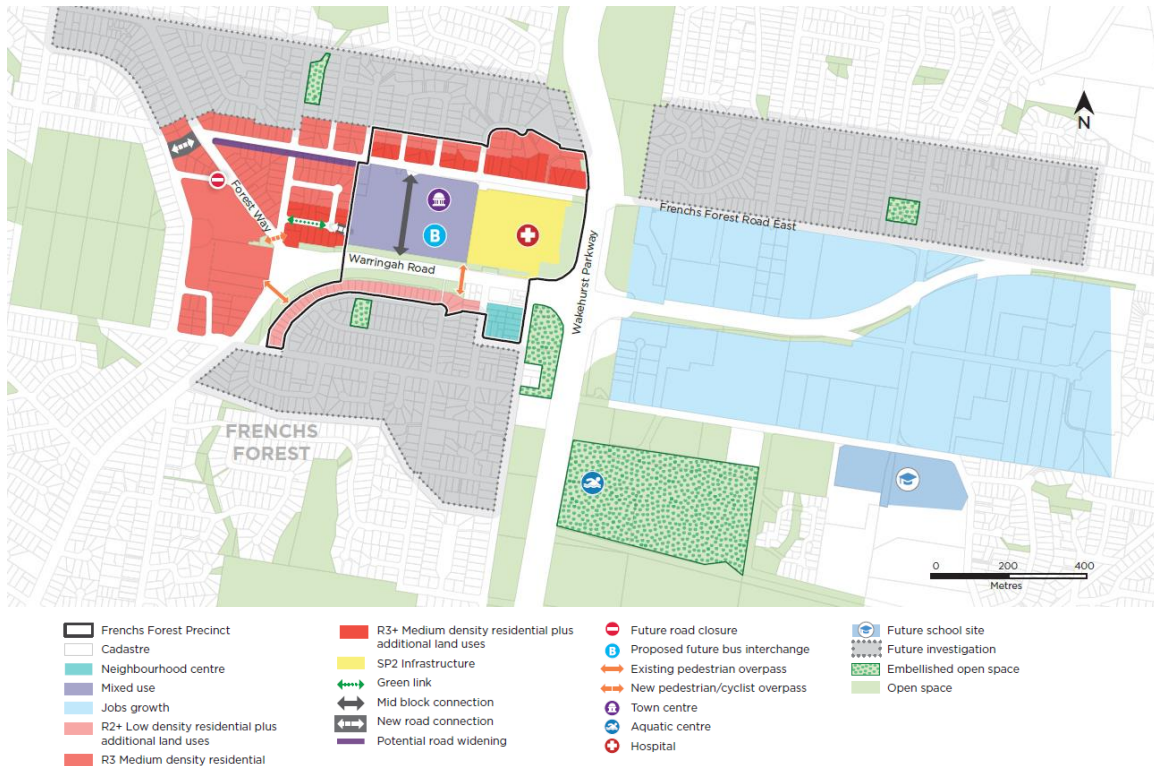 N
Forest Way
Frenchs Forest Road East
B
Warringah Road
Wakehurst Parkway
FRENCHS
FOREST
0 200 400
Metres
Frenchs Forest Precinct
Cadastre
Neighbourhood centre
Mixed use
Jobs growth
R2+ Low density residential plus
additional land uses
R3 Medium density residential
R3+ Medium density residential plus
additional land uses
SP2 Infrastructure
Green link
Mid block connection
New road connection
Potential road widening
Future road closure
B Proposed future bus interchange
Existing pedestrian overpass
New pedestrian/cyclist overpass
Town centre
Aquatic centre
Hospital
Future school site
Future investigation
Embellished open space
Open space